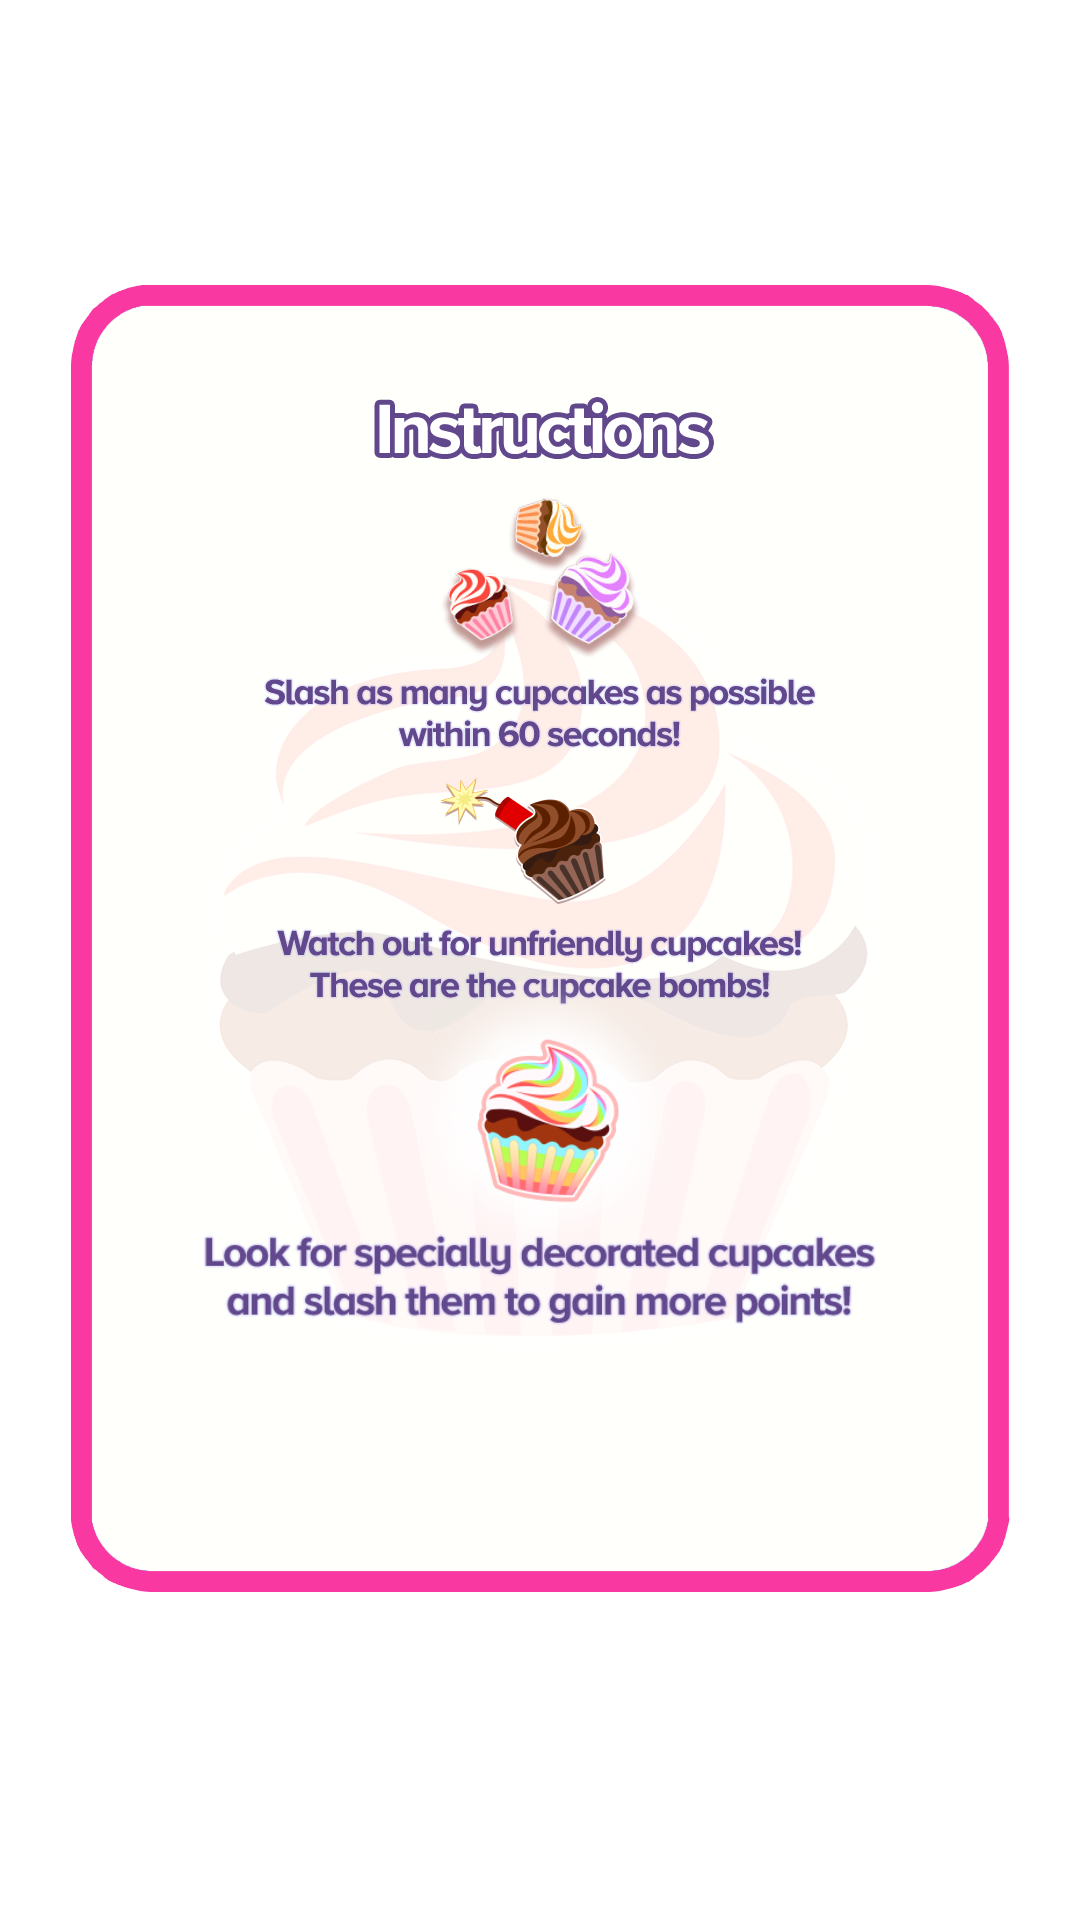 Instructions
Slash as many cupcakes as possible
within 60 seconds!
Watch out for unfriendly cupcakes!
These are the cupcake bombs!
Look for specially decorated cupcakes
and slash them to gain more points!